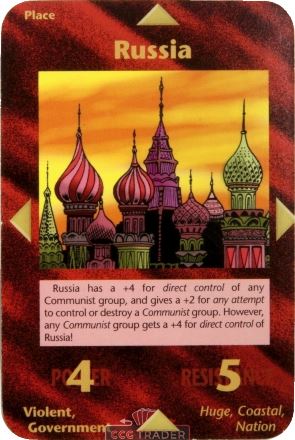 Place
Russia
Russia has a +4 for direct control of any
Communist group, and gives a +2 for any attempt
to control or destroy a Communist group. However,
any Communist group gets a +4 for direct control of
Russia!
POWER RESISTANCE
4 5
Violent, Huge, Coastal,
Government Nation
CCG TRADER